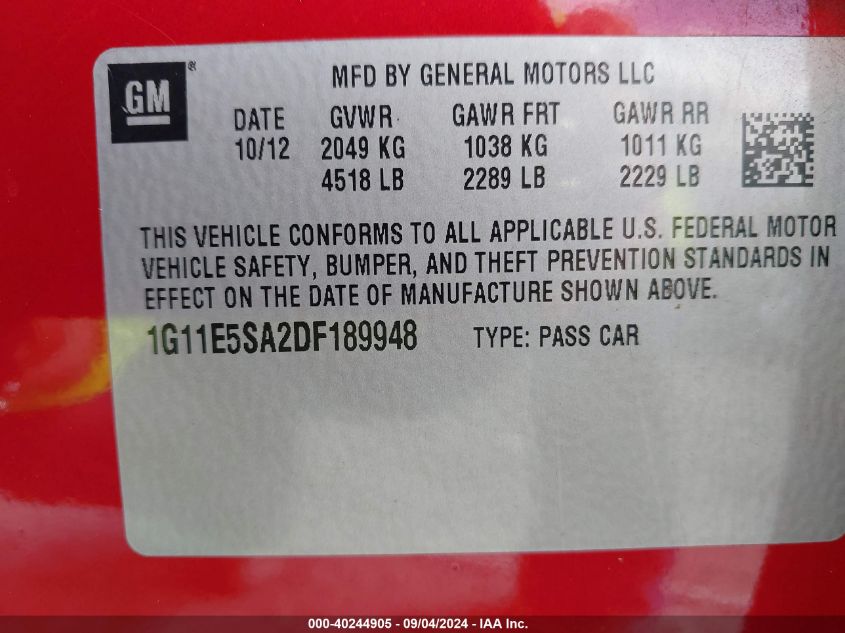 GM®
MFD BY GENERAL MOTORS LLC
DATE GVWR GAWR FRT GAWR RR
10/12 2049 KG 1038 KG 1011 KG
4518 LB 2289 LB 2229 LB
THIS VEHICLE CONFORMS TO ALL APPLICABLE U.S. FEDERAL MOTOR
VEHICLE SAFETY, BUMPER, AND THEFT PREVENTION STANDARDS IN
EFFECT ON THE DATE OF MANUFACTURE SHOWN ABOVE.
1G11E5SA2DF189948 TYPE: PASS CAR
000-40244905 - 09/04/2024 - IAA Inc.